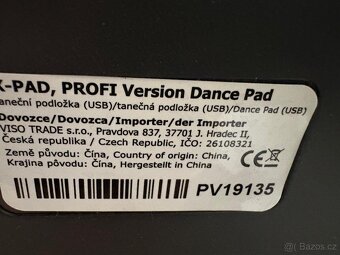 X-PAD, PROFI Version Dance Pad
aneční podložka (USB)/tanečná podložka (USB)/Dance Pad (USB)
Dovozce/Dovozca/Importer/der Importer
VISO TRADE s.r.o., Pravdova 837, 37701 J. Hradec II,
Česká republika / Czech Republic, IČO: 26108321
Země původu: Čína, Country of origin: China,
Krajina pôvodu: Čína, Hergestellt in China
CE
PV19135
Bazos.cz